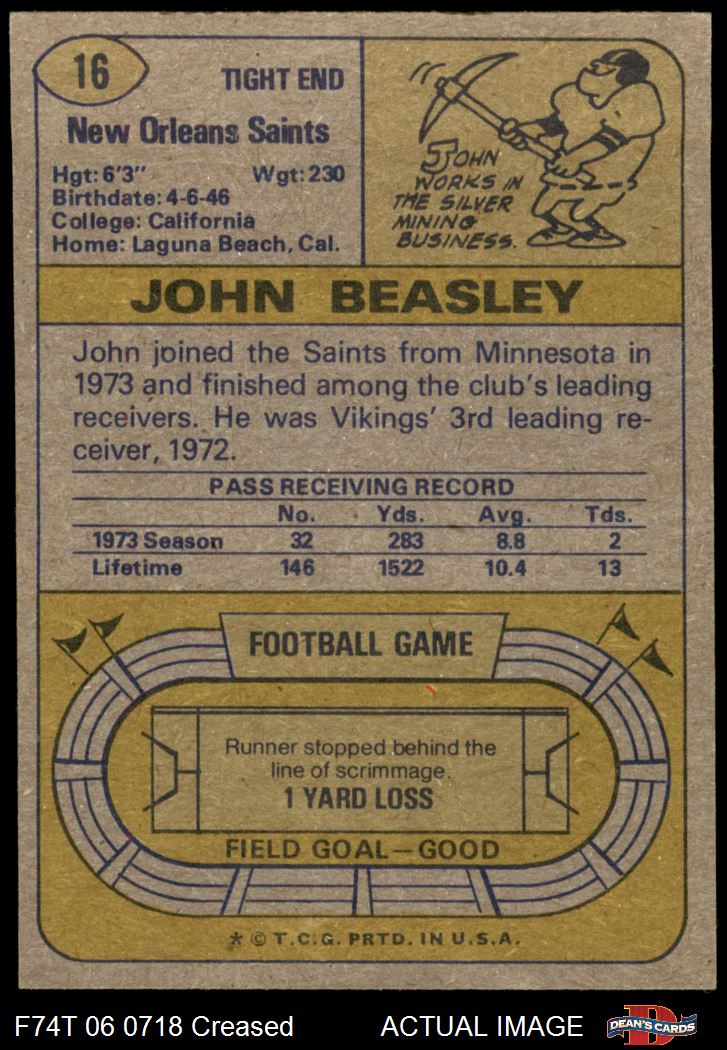 16
TIGHT END
New Orleans Saints
Hgt: 6'3" Wgt: 230
Birthdate: 4-6-46
College: California
Home: Laguna Beach, Cal.
JOHN
WORKS IN
THE SILVER
MINING
BUSINESS.
JOHN BEASLEY
John joined the Saints from Minnesota in
1973 and finished among the club's leading
receivers. He was Vikings' 3rd leading re-
ceiver, 1972.
PASS RECEIVING RECORD
No. Yds. Avg. Tds.
1973 Season 32 283 8.8 2
Lifetime 146 1522 10.4 13
FOOTBALL GAME
Runner stopped behind the
line of scrimmage.
1 YARD LOSS
FIELD GOAL—GOOD
* © T.C.G. PRTD. IN U.S.A.
F74T 06 0718 Creased ACTUAL IMAGE
D
DEAN'S CARDS